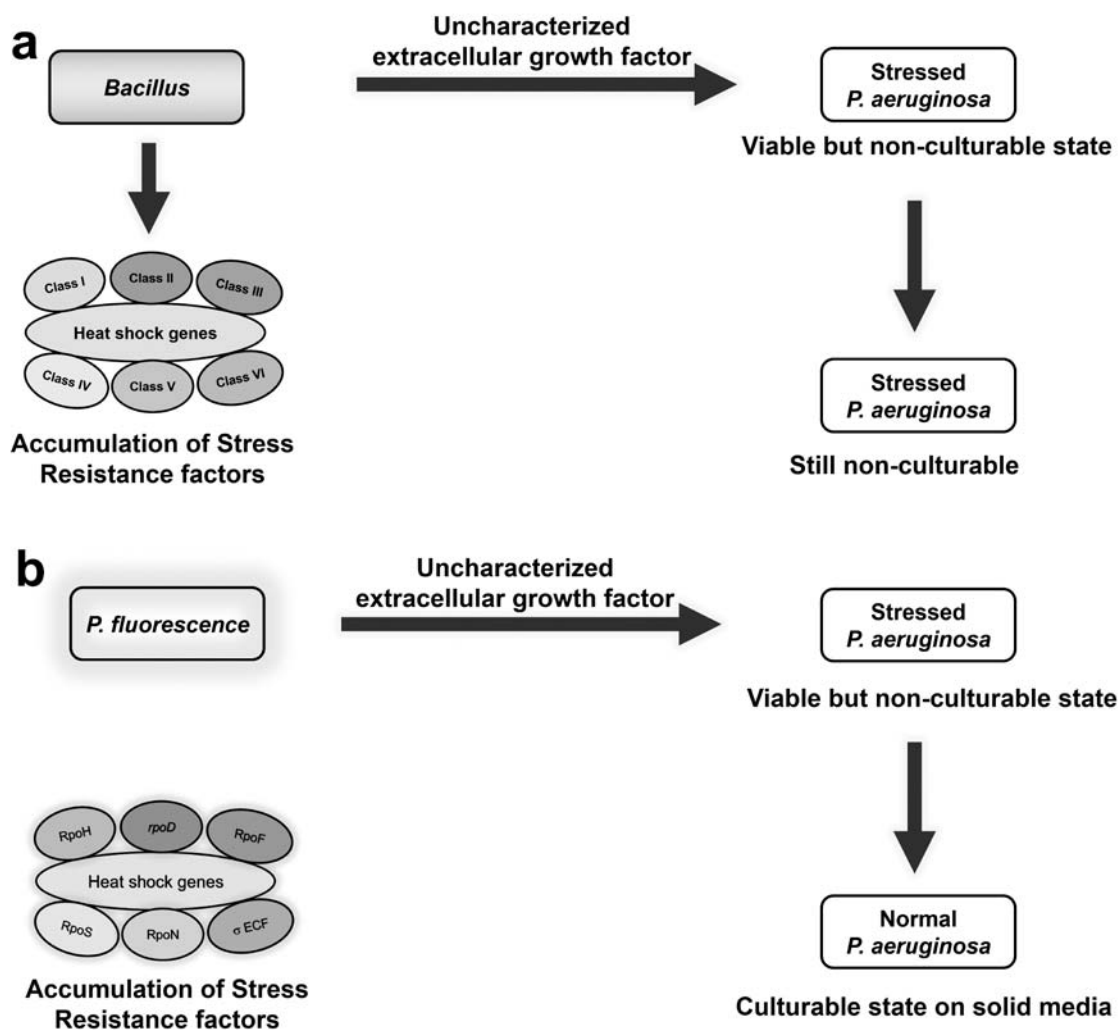 a
Uncharacterized
extracellular growth factor
Bacillus
Stressed
P. aeruginosa
Viable but non-culturable state
Class I
Class II
Class III
Heat shock genes
Class IV
Class V
Class VI
Accumulation of Stress
Resistance factors
Stressed
P. aeruginosa
Still non-culturable
b
Uncharacterized
extracellular growth factor
P. fluorescence
Stressed
P. aeruginosa
Viable but non-culturable state
RpoH
rpoD
RpoF
Heat shock genes
RpoS
RpoN
σ ECF
Accumulation of Stress
Resistance factors
Normal
P. aeruginosa
Culturable state on solid media